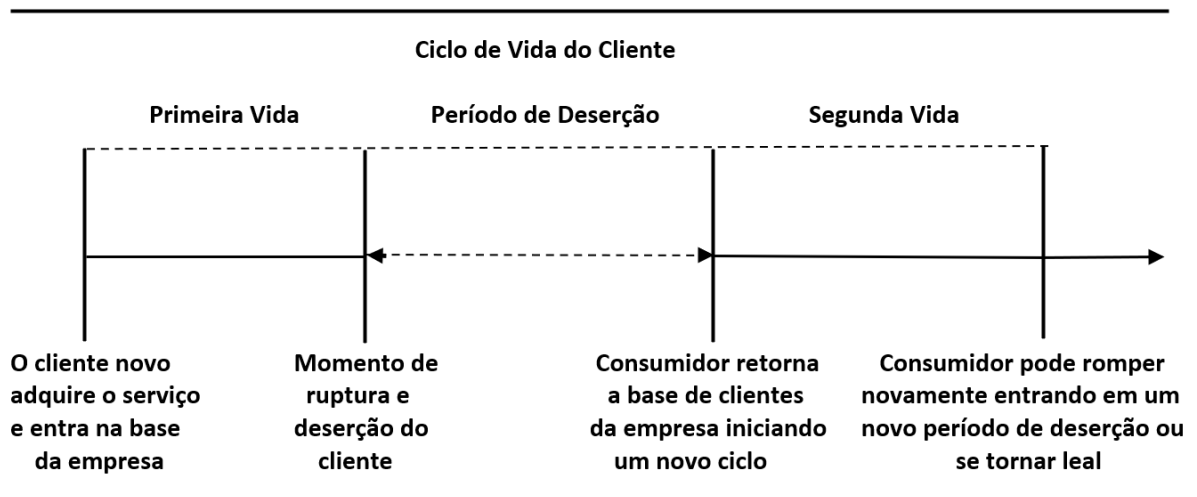 Ciclo de Vida do Cliente
Primeira Vida
Período de Deserção
Segunda Vida
O cliente novo
adquire o serviço
e entra na base
da empresa
Momento de
ruptura e
deserção do
cliente
Consumidor retorna
a base de clientes
da empresa iniciando
um novo ciclo
Consumidor pode romper
novamente entrando em um
novo período de deserção ou
se tornar leal